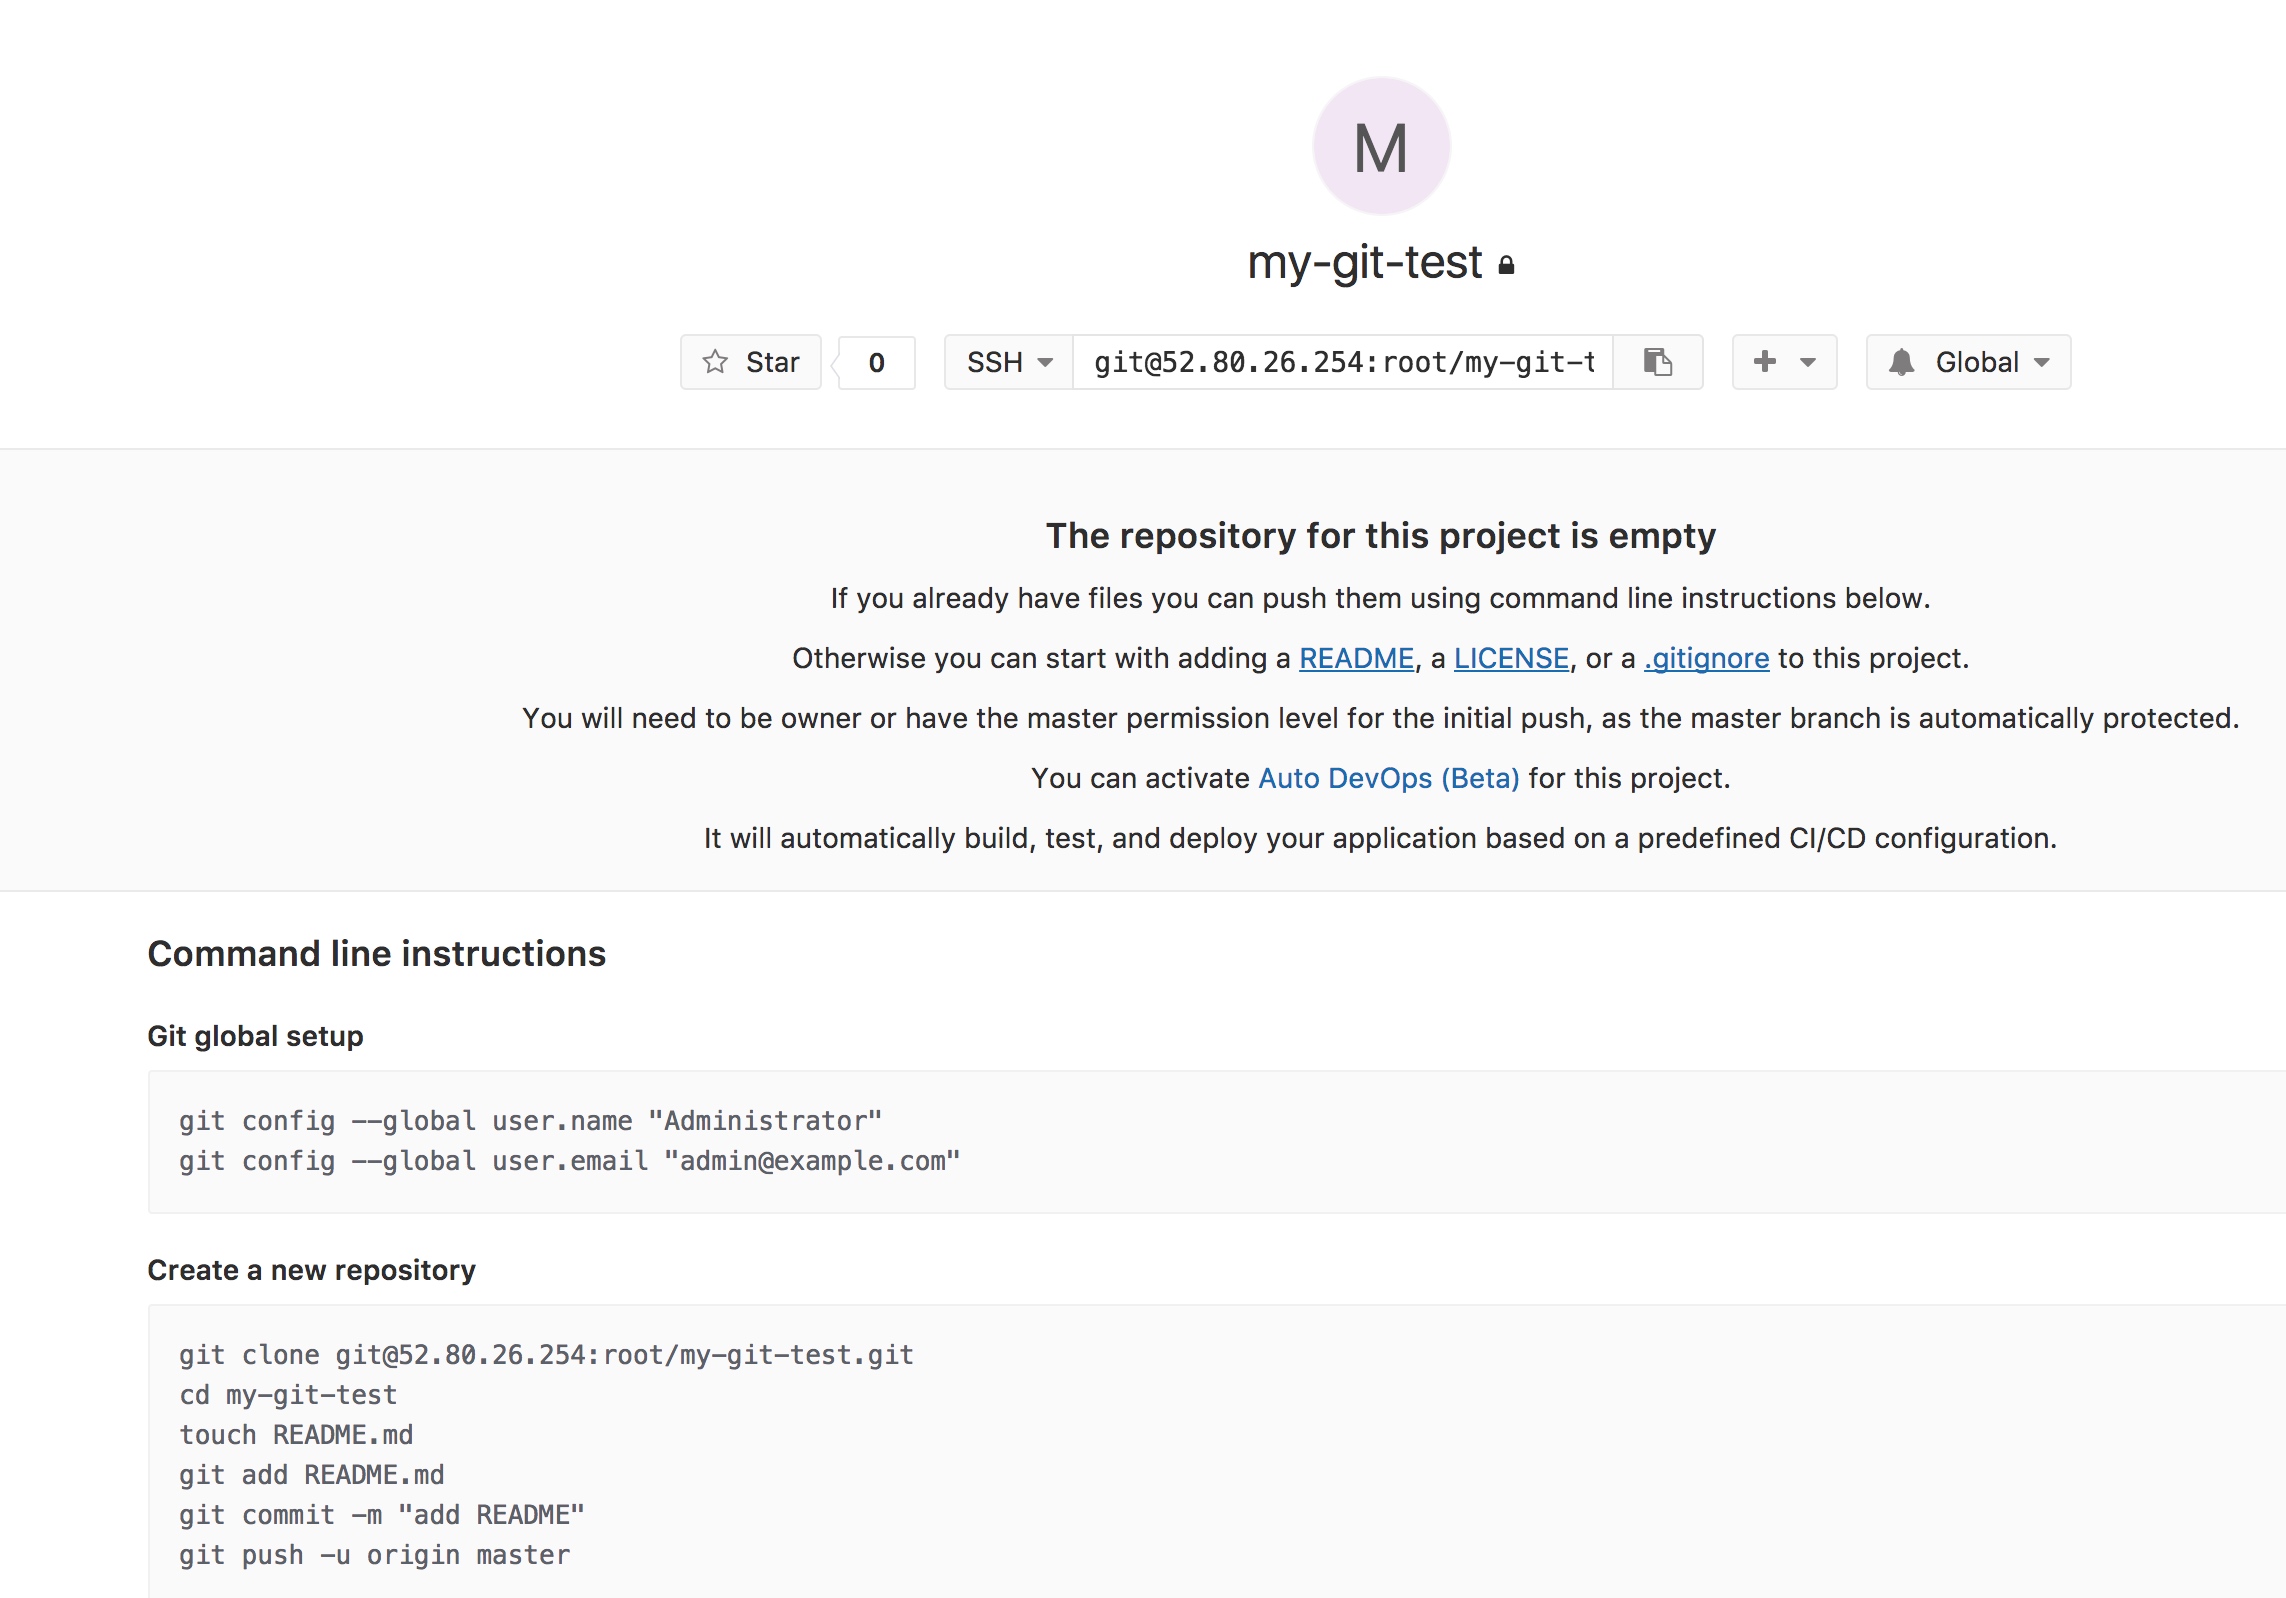 M
my-git-test
Star 0 SSH git@52.80.26.254:root/my-git-t Global
The repository for this project is empty
If you already have files you can push them using command line instructions below.
Otherwise you can start with adding a README, a LICENSE, or a .gitignore to this project.
You will need to be owner or have the master permission level for the initial push, as the master branch is automatically protected.
You can activate Auto DevOps (Beta) for this project.
It will automatically build, test, and deploy your application based on a predefined CI/CD configuration.
Command line instructions
Git global setup
git config --global user.name "Administrator"
git config --global user.email "admin@example.com"
Create a new repository
git clone git@52.80.26.254:root/my-git-test.git
cd my-git-test
touch README.md
git add README.md
git commit -m "add README"
git push -u origin master